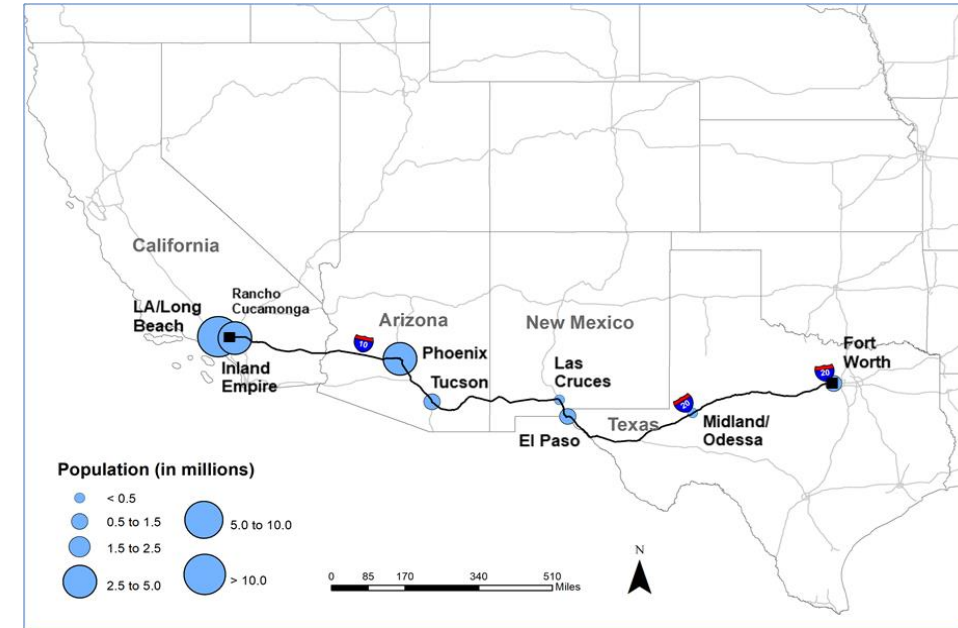 California
LA/Long
Beach
Rancho
Cucamonga
Inland
Empire
10
Arizona
Phoenix
Tucson
New Mexico
Las
Cruces
El Paso
Texas
20
Midland/
Odessa
20
Fort
Worth
Population (in millions)
< 0.5
0.5 to 1.5
1.5 to 2.5
2.5 to 5.0
5.0 to 10.0
> 10.0
0 85 170 340 510
Miles
N